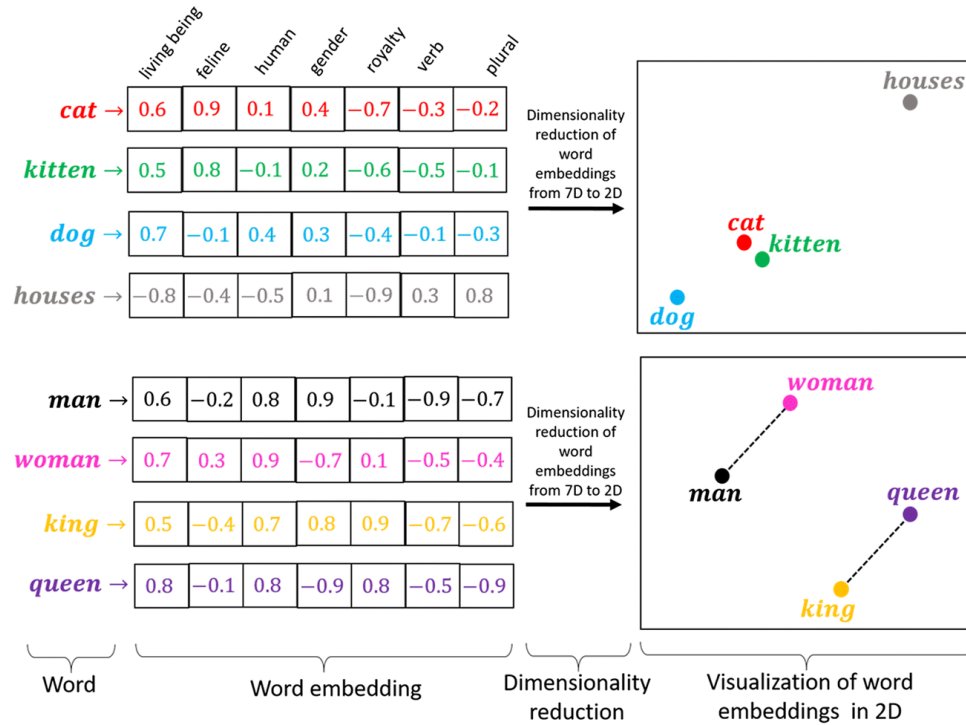 living being feline human gender royalty verb plural
cat → 0.6 0.9 0.1 0.4 −0.7 −0.3 −0.2
kitten → 0.5 0.8 −0.1 0.2 −0.6 −0.5 −0.1
dog → 0.7 −0.1 0.4 0.3 −0.4 −0.1 −0.3
houses → −0.8 −0.4 −0.5 0.1 −0.9 0.3 0.8
Dimensionality
reduction of
word
embeddings
from 7D to 2D
houses
cat
kitten
dog
man → 0.6 −0.2 0.8 0.9 −0.1 −0.9 −0.7
woman → 0.7 0.3 0.9 −0.7 0.1 −0.5 −0.4
king → 0.5 −0.4 0.7 0.8 0.9 −0.7 −0.6
queen → 0.8 −0.1 0.8 −0.9 0.8 −0.5 −0.9
Dimensionality
reduction of
word
embeddings
from 7D to 2D
woman
man
queen
king
Word
Word embedding
Dimensionality
reduction
Visualization of word
embeddings in 2D